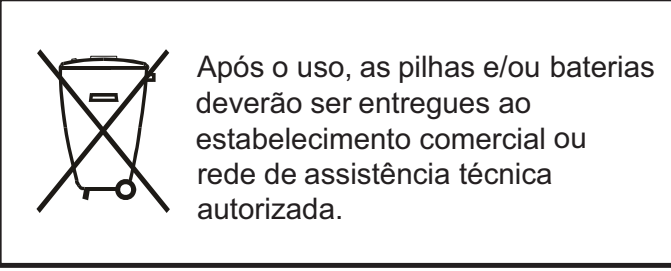 Após o uso, as pilhas e/ou baterias
deverão ser entregues ao
estabelecimento comercial ou
rede de assistência técnica
autorizada.